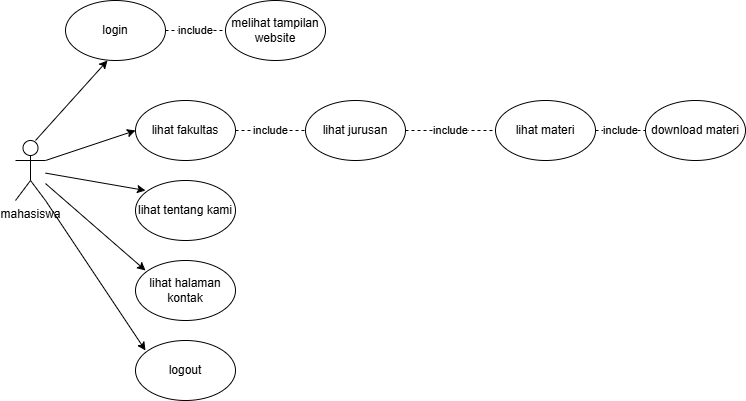 login
include
melihat tampilan
website
lihat fakultas
include
lihat jurusan
include
lihat materi
include
download materi
mahasiswa
lihat tentang kami
lihat halaman
kontak
logout